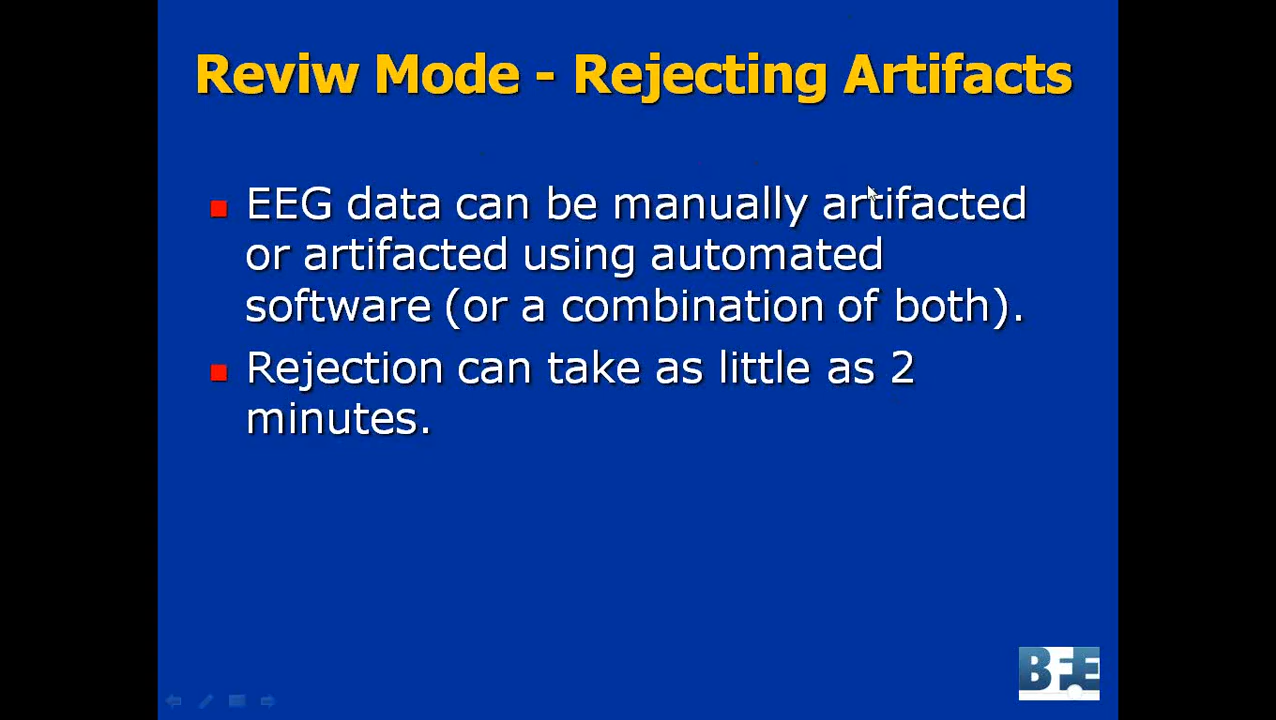 Reviw Mode - Rejecting Artifacts
EEG data can be manually artifacted
or artifacted using automated
software (or a combination of both).
Rejection can take as little as 2
minutes.
BFE